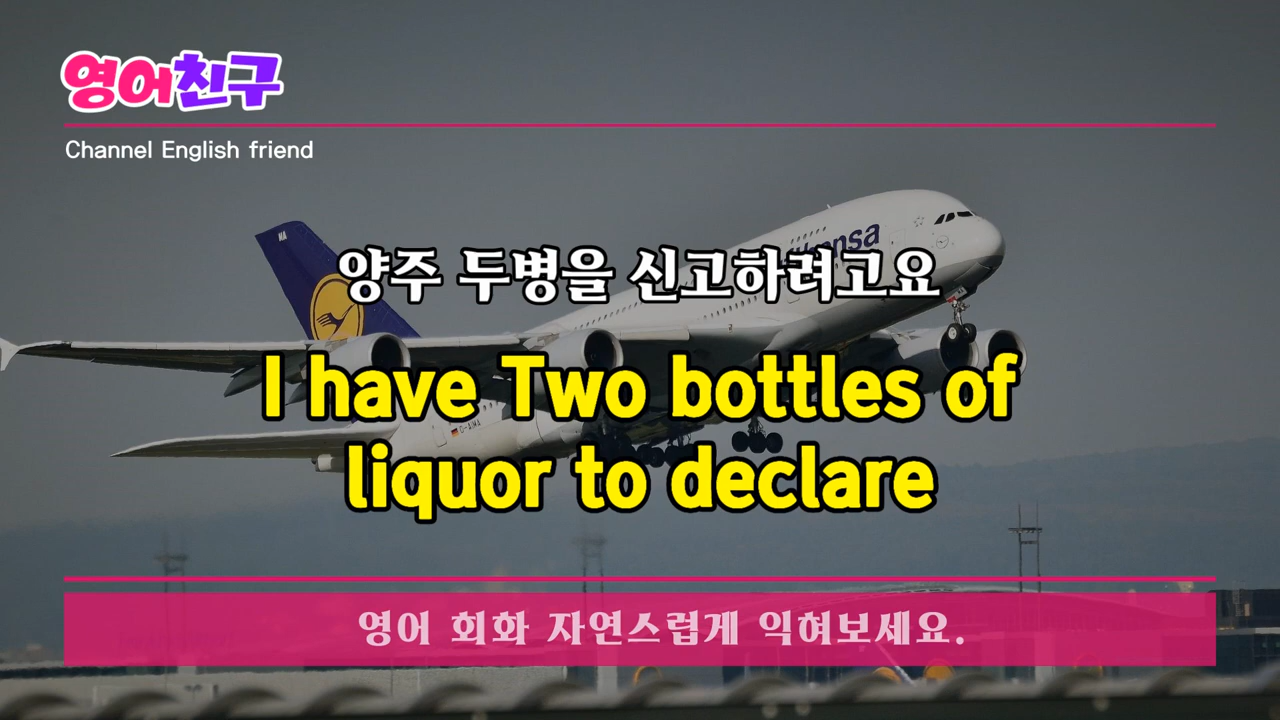 영어친구
Channel English friend
양주 두병을 신고하려고요
I have Two bottles of
liquor to declare
영어 회화 자연스럽게 익혀보세요.